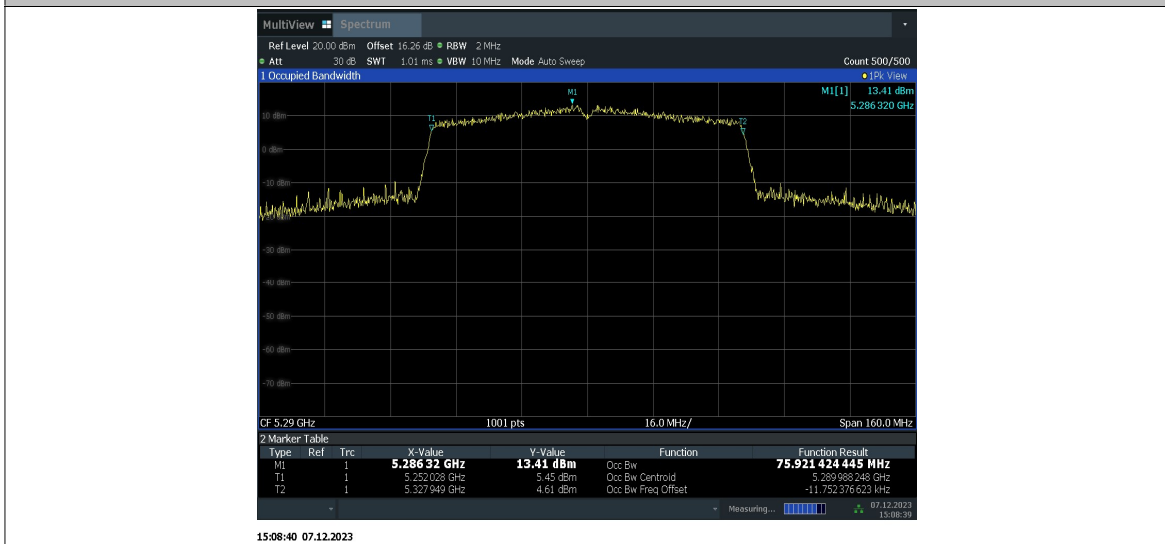 MultiView Spectrum
Ref Level 20.00 dBm Offset 16.26 dB RBW 2 MHz
Att 30 dB SWT 1.01 ms VBW 10 MHz Mode Auto Sweep Count 500/500
1 Occupied Bandwidth 1Pk View
M1[1] 13.41 dBm
5.286 320 GHz
M1
T1
T2
10 dBm
0 dBm
-10 dBm
-20 dBm
-30 dBm
-40 dBm
-50 dBm
-60 dBm
-70 dBm
CF 5.29 GHz 1001 pts 16.0 MHz/ Span 160.0 MHz
2 Marker Table
Type Ref Trc X-Value Y-Value Function Function Result
M1 1 5.286 32 GHz 13.41 dBm Occ Bw 75.921 424 445 MHz
T1 1 5.252 028 GHz 5.45 dBm Occ Bw Centroid 5.289 988 248 GHz
T2 1 5.327 949 GHz 4.61 dBm Occ Bw Freq Offset -11.752 376 623 kHz
Measuring... 07.12.2023
15:08:39
15:08:40 07.12.2023